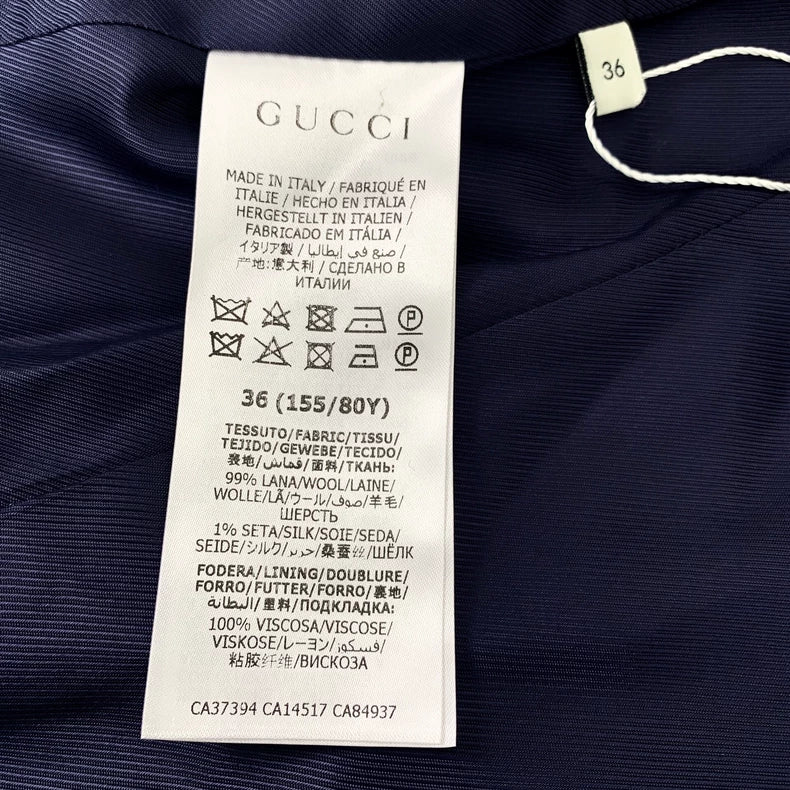 GUCCI
MADE IN ITALY / FABRIQUÉ EN
ITALIE / HECHO EN ITALIA /
HERGESTELLT IN ITALIEN /
FABRICADO EM ITÁLIA /
イタリア製 / صنع في إيطاليا /
产地:意大利 / СДЕЛАНО В
ИТАЛИИ
P
P
36 (155/80Y)
TESSUTO/FABRIC/TISSU/
TEJIDO/GEWEBE/TECIDO/
表地/قماش/面料/ТКАНЬ:
99% LANA/WOOL/LAINE/
WOLLE/LÃ/ウール/صوف/羊毛/
ШЕРСТЬ
1% SETA/SILK/SOIE/SEDA/
SEIDE/シルク/حرير/桑蚕丝/ШЁЛК
FODERA/LINING/DOUBLURE/
FORRO/FUTTER/FORRO/裏地/
البطانة/里料/ПОДКЛАДКА:
100% VISCOSA/VISCOSE/
VISKOSE/レーヨン/فسكوز/
粘胶纤维/ВИСКОЗА
CA37394 CA14517 CA84937
36